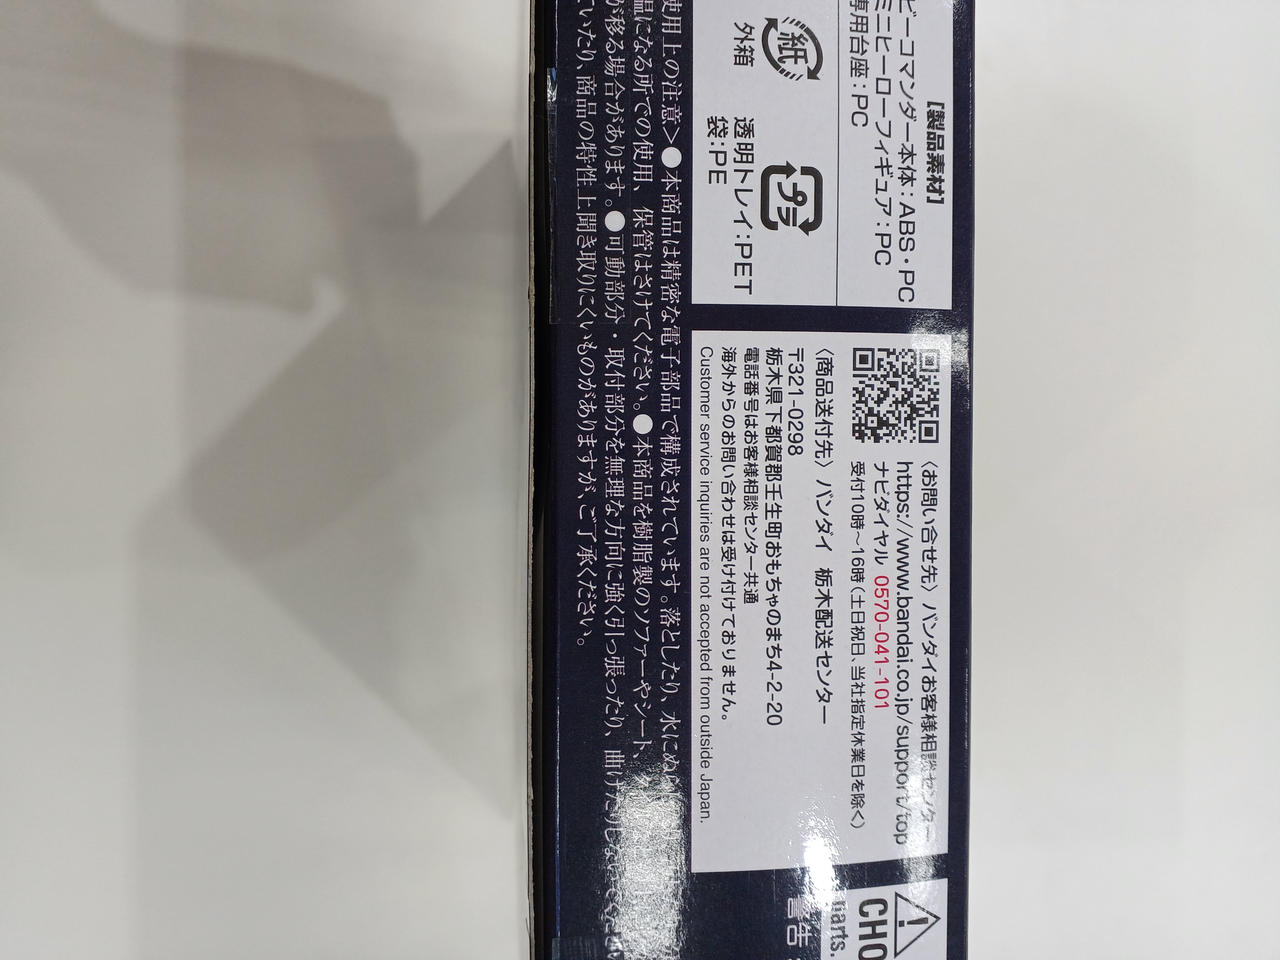 [製品素材]
ビーコマンダー本体：ABS・PC
ミニヒーローフィギュア：PC
専用台座：PC
紙
外箱
プラ
透明トレイ：PET
袋：PE
〈お問い合せ先〉バンダイお客様相談センター
https://www.bandai.co.jp/support/top
ナビダイヤル 0570-041-101
受付10時～16時（土日祝日、当社指定休業日を除く）
〈商品送付先〉バンダイ 栃木配送センター
〒321-0298
栃木県下都賀郡壬生町おもちゃのまち4-2-20
電話番号はお客様相談センター共通
海外からのお問い合わせは受け付けておりません。
Customer service inquiries are not accepted from outside Japan.
CHO
parts.
警告
使用上の注意＞●本商品は精密な電子部品で構成されています。落としたり、水にぬ
温になる所での使用、保管はさけてください。●本商品を樹脂製のソファーやシート、
が移る場合があります。●可動部分・取付部分を無理な方向に強く引っ張ったり、曲げたりしないでくださ
ていたり、商品の特性上聞き取りにくいものがありますが、ご了承ください。